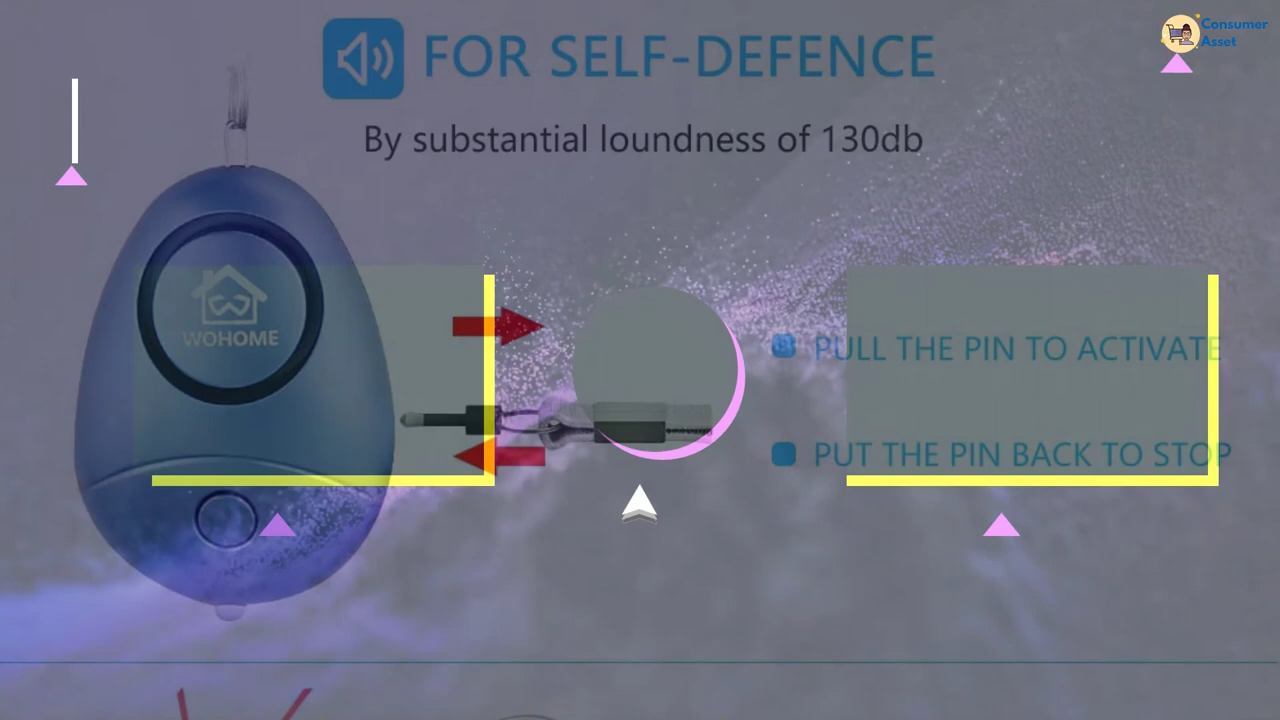 Consumer
Asset
FOR SELF-DEFENCE
By substantial loundness of 130db
WOHOME
PULL THE PIN TO ACTIVATE
PUT THE PIN BACK TO STOP